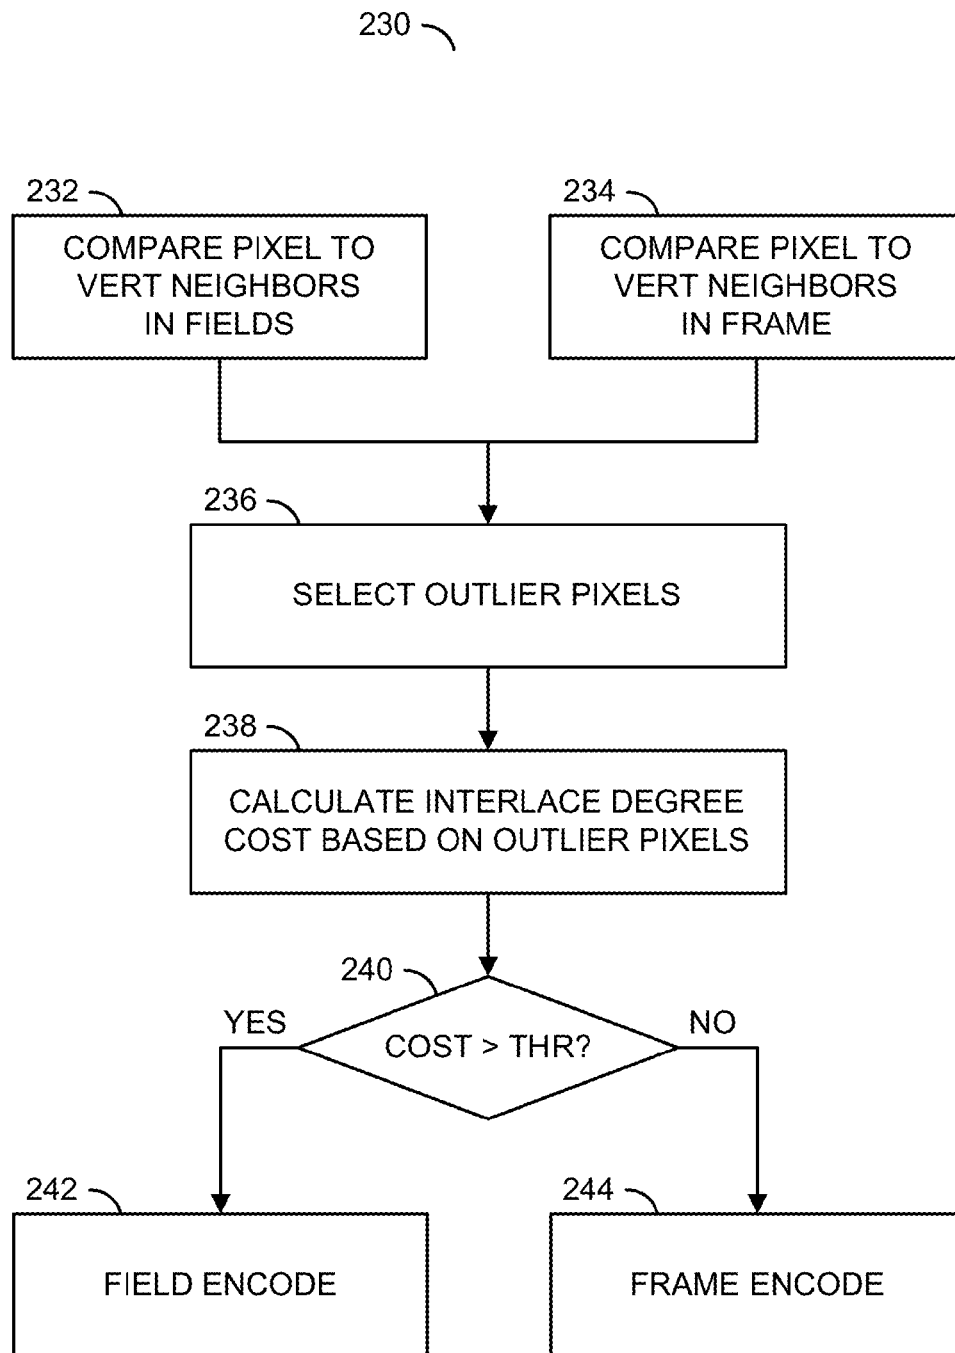 230
232
COMPARE PIXEL TO
VERT NEIGHBORS
IN FIELDS
234
COMPARE PIXEL TO
VERT NEIGHBORS
IN FRAME
236
SELECT OUTLIER PIXELS
238
CALCULATE INTERLACE DEGREE
COST BASED ON OUTLIER PIXELS
240
YES
COST > THR?
NO
242
FIELD ENCODE
244
FRAME ENCODE